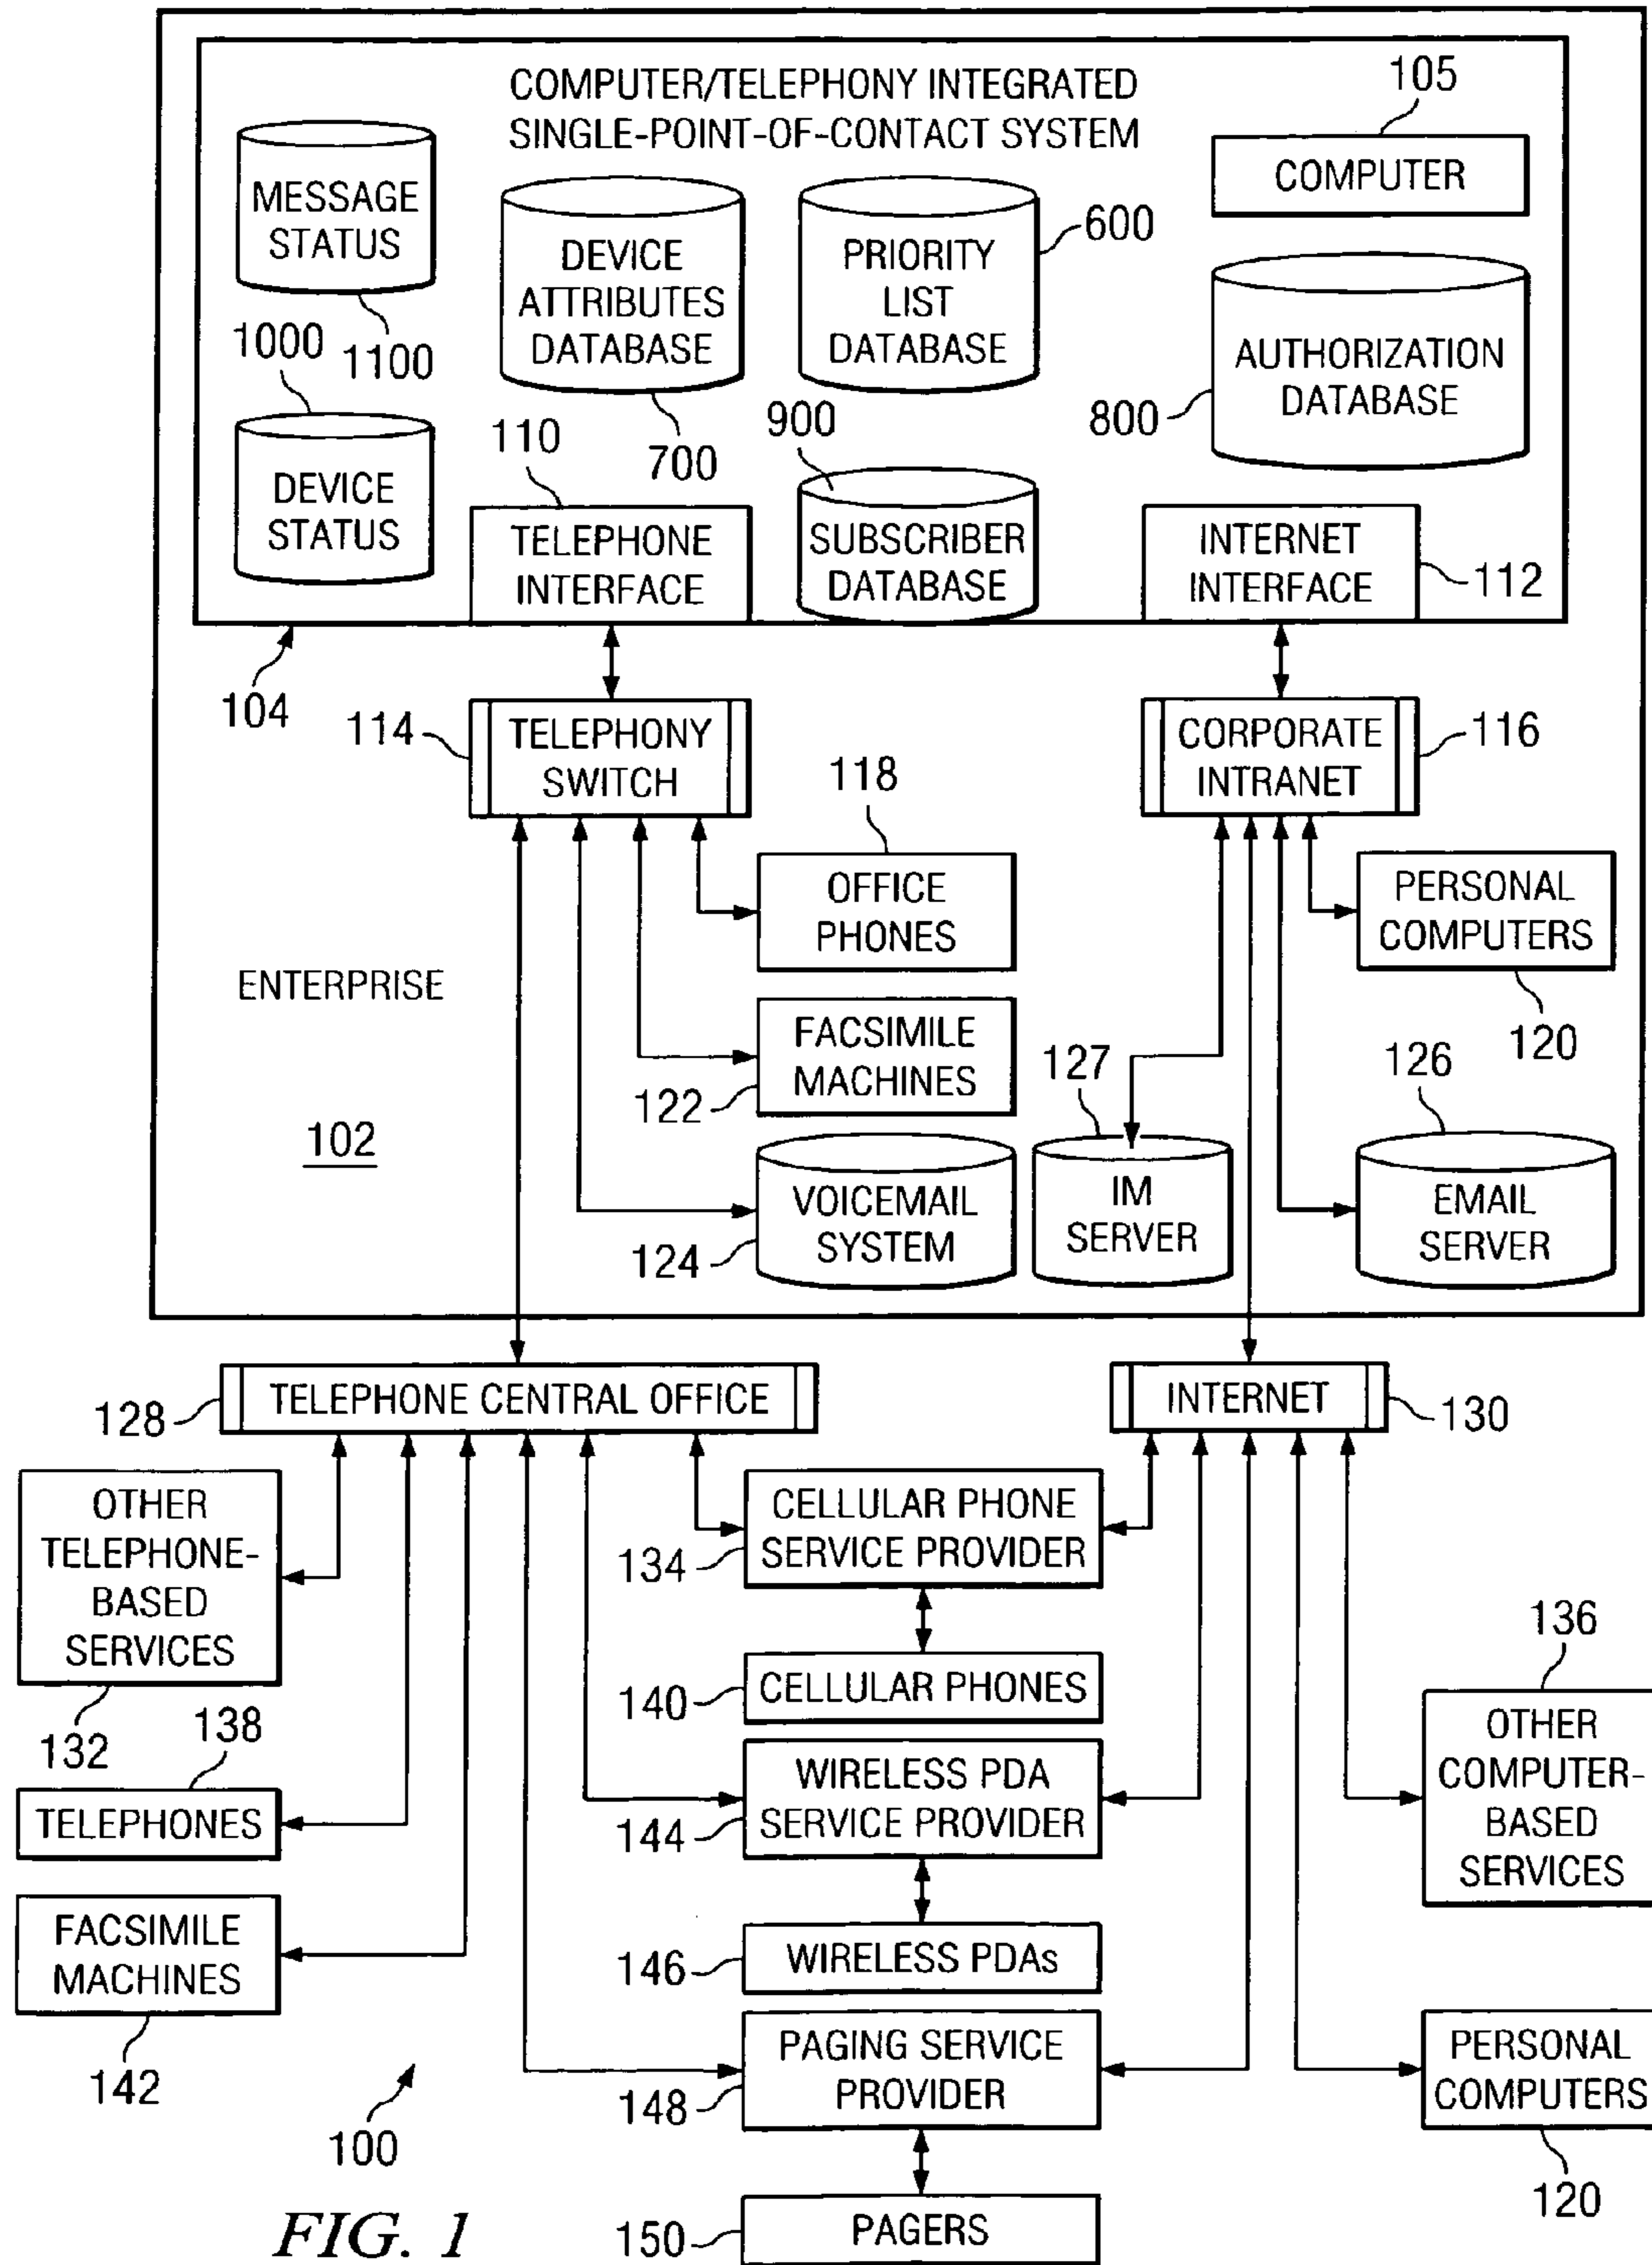 COMPUTER/TELEPHONY INTEGRATED
SINGLE-POINT-OF-CONTACT SYSTEM
105
COMPUTER
MESSAGE
STATUS
1100
DEVICE
ATTRIBUTES
DATABASE
700
PRIORITY
LIST
DATABASE
600
AUTHORIZATION
DATABASE
800
1000
DEVICE
STATUS
110
TELEPHONE
INTERFACE
900
SUBSCRIBER
DATABASE
INTERNET
INTERFACE
112
104
114
TELEPHONY
SWITCH
CORPORATE
INTRANET
116
118
OFFICE
PHONES
PERSONAL
COMPUTERS
120
ENTERPRISE
102
FACSIMILE
MACHINES
122
127
IM
SERVER
126
EMAIL
SERVER
VOICEMAIL
SYSTEM
124
128
TELEPHONE CENTRAL OFFICE
INTERNET
130
OTHER
TELEPHONE-
BASED
SERVICES
132
CELLULAR PHONE
SERVICE PROVIDER
134
140
CELLULAR PHONES
136
OTHER
COMPUTER-
BASED
SERVICES
138
TELEPHONES
WIRELESS PDA
SERVICE PROVIDER
144
FACSIMILE
MACHINES
142
146
WIRELESS PDAs
PAGING SERVICE
PROVIDER
148
PERSONAL
COMPUTERS
120
100
150
PAGERS
FIG. 1